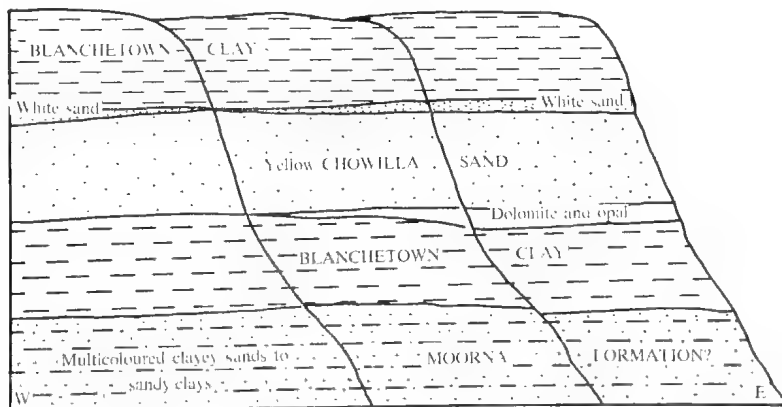 BLANCHETOWN CLAY
White sand White sand
Yellow CHOWILLA SAND
Dolomite and opal
BLANCHETOWN CLAY
Multicoloured clayey sands to MOORNA FORMATION?
sandy clays
W E